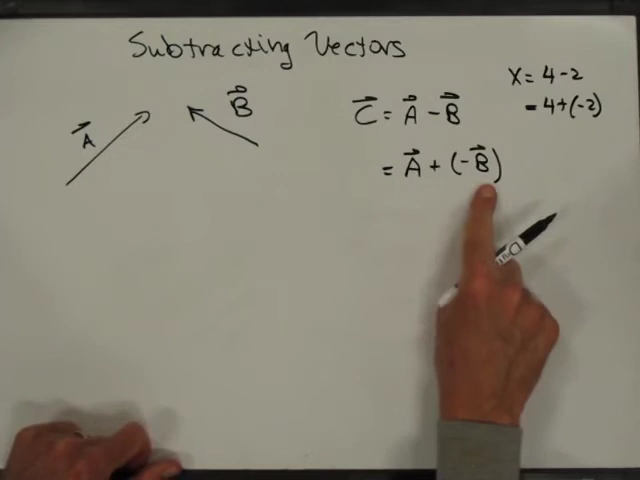 Subtracting Vectors
A⃗
B⃗
C⃗ = A⃗ - B⃗
= A⃗ + (-B⃗)
x = 4 - 2
= 4 + (-2)